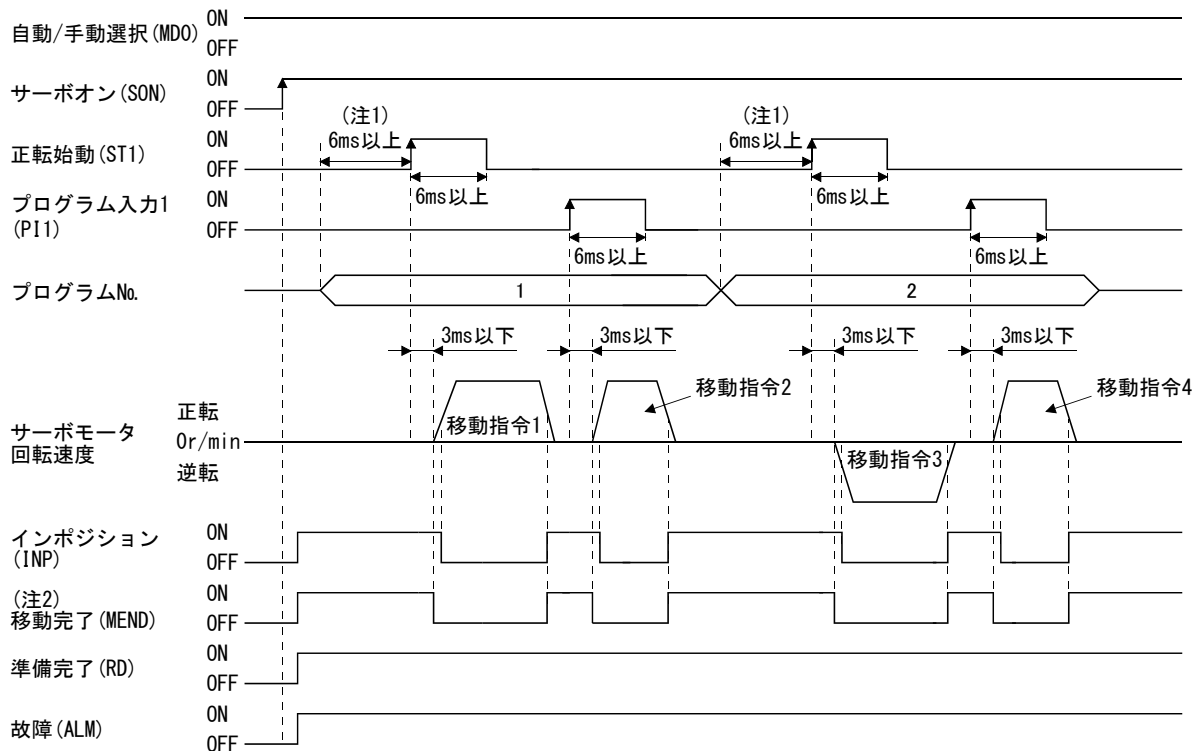 自動/手動選択(MD0) ON
OFF
サーボオン(SON) ON
OFF
正転始動(ST1) ON
OFF
(注1)
6ms以上
6ms以上
(注1)
6ms以上
6ms以上
プログラム入力1
(PI1)
ON
OFF
6ms以上
6ms以上
プログラムNo. 1 2
3ms以下 3ms以下 3ms以下 3ms以下
サーボモータ
回転速度
正転
0r/min
逆転
移動指令1
移動指令2
移動指令3
移動指令4
インポジション
(INP)
ON
OFF
(注2)
移動完了(MEND)
ON
OFF
準備完了(RD) ON
OFF
故障(ALM) ON
OFF